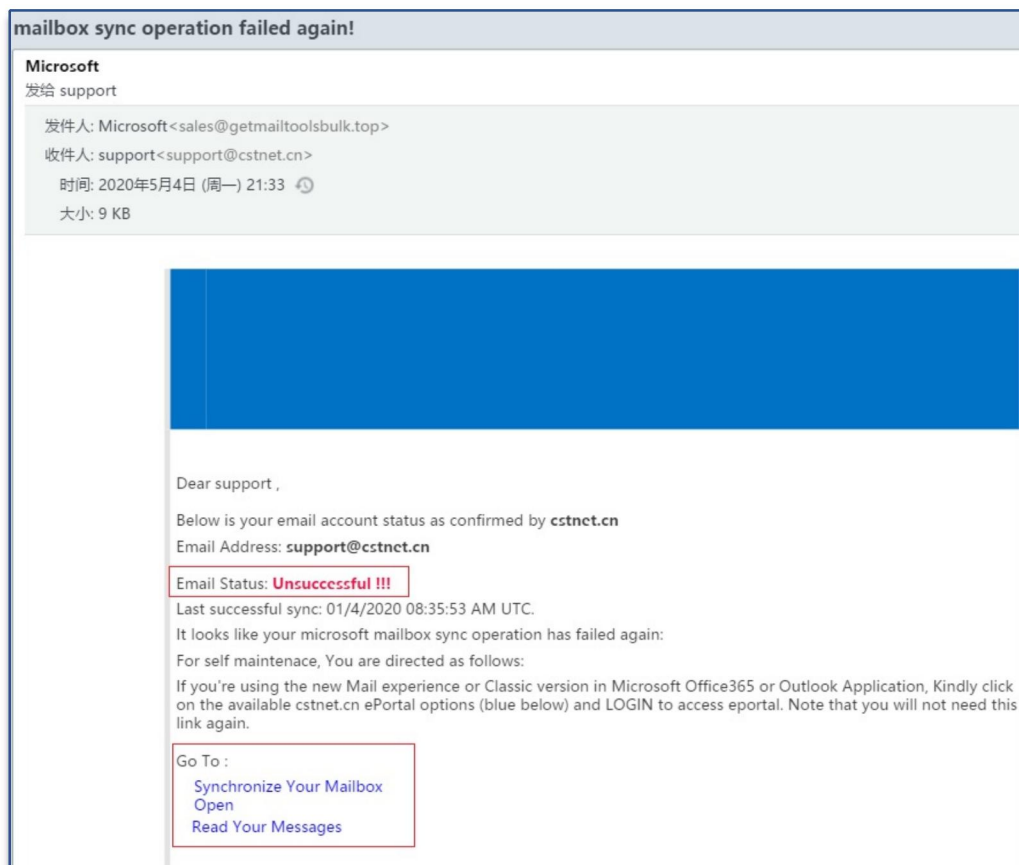 mailbox sync operation failed again!
Microsoft
发给 support
发件人: Microsoft<sales@getmailtoolsbulk.top>
收件人: support<support@cstnet.cn>
时间: 2020年5月4日 (周一) 21:33
大小: 9 KB
Dear support ,
Below is your email account status as confirmed by cstnet.cn
Email Address: support@cstnet.cn
Email Status: Unsuccessful !!!
Last successful sync: 01/4/2020 08:35:53 AM UTC.
It looks like your microsoft mailbox sync operation has failed again:
For self maintenace, You are directed as follows:
If you're using the new Mail experience or Classic version in Microsoft Office365 or Outlook Application, Kindly click
on the available cstnet.cn ePortal options (blue below) and LOGIN to access eportal. Note that you will not need this
link again.
Go To :
Synchronize Your Mailbox
Open
Read Your Messages